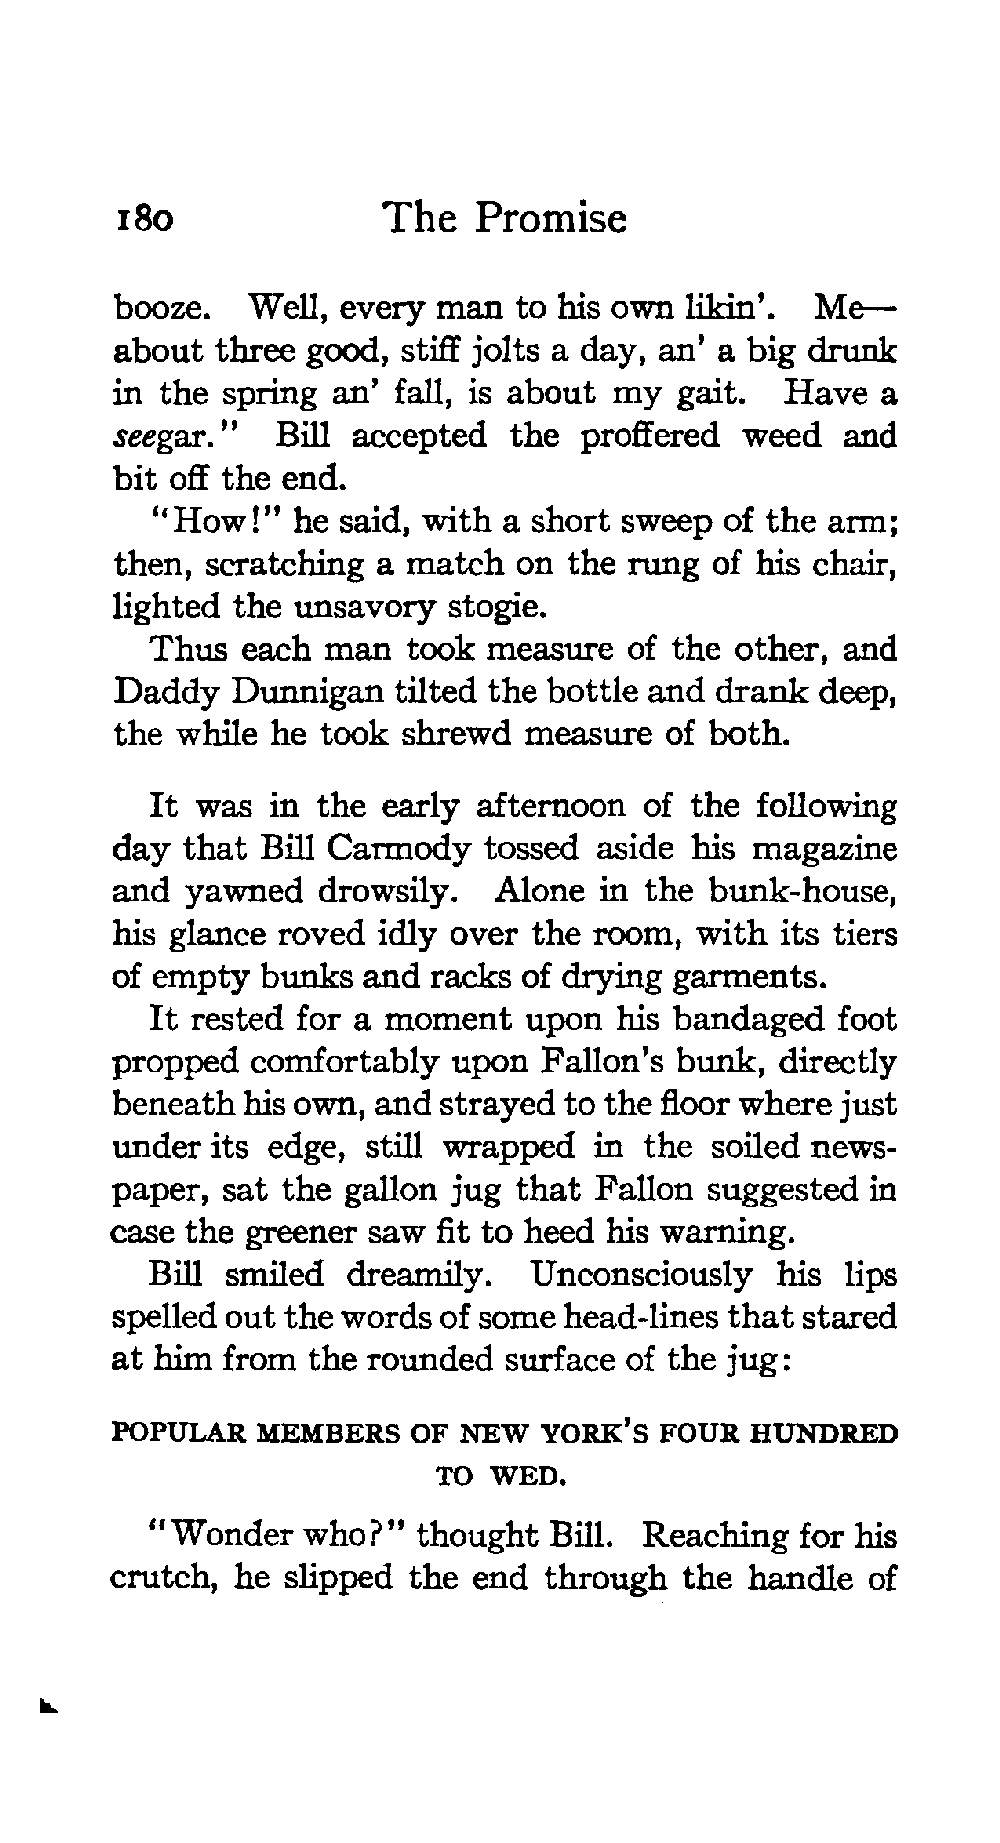 180 The Promise
booze. Well, every man to his own likin'. Me—
about three good, stiff jolts a day, an' a big drunk
in the spring an' fall, is about my gait. Have a
seegar." Bill accepted the proffered weed and
bit off the end.
"How!" he said, with a short sweep of the arm;
then, scratching a match on the rung of his chair,
lighted the unsavory stogie.
Thus each man took measure of the other, and
Daddy Dunnigan tilted the bottle and drank deep,
the while he took shrewd measure of both.
It was in the early afternoon of the following
day that Bill Carmody tossed aside his magazine
and yawned drowsily. Alone in the bunk-house,
his glance roved idly over the room, with its tiers
of empty bunks and racks of drying garments.
It rested for a moment upon his bandaged foot
propped comfortably upon Fallon's bunk, directly
beneath his own, and strayed to the floor where just
under its edge, still wrapped in the soiled news-
paper, sat the gallon jug that Fallon suggested in
case the greener saw fit to heed his warning.
Bill smiled dreamily. Unconsciously his lips
spelled out the words of some head-lines that stared
at him from the rounded surface of the jug:
POPULAR MEMBERS OF NEW YORK'S FOUR HUNDRED
TO WED.
"Wonder who?" thought Bill. Reaching for his
crutch, he slipped the end through the handle of